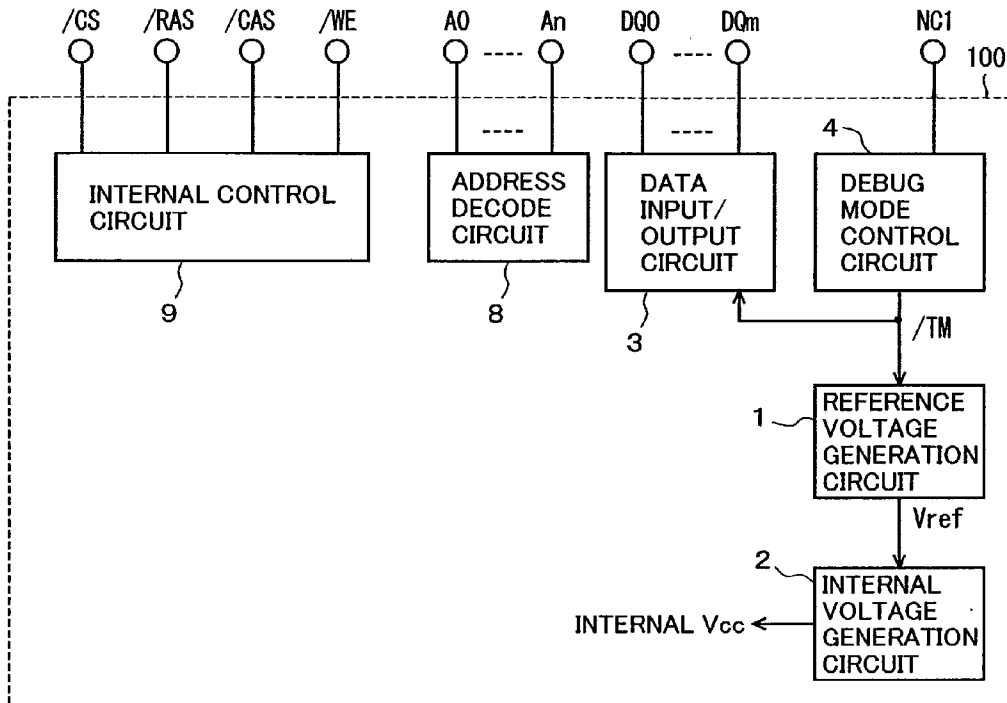 /CS /RAS /CAS /WE A0 An DQ0 DQm NC1
100
4
INTERNAL CONTROL
CIRCUIT
ADDRESS
DECODE
CIRCUIT
DATA
INPUT/
OUTPUT
CIRCUIT
DEBUG
MODE
CONTROL
CIRCUIT
9
8
3
/TM
1
REFERENCE
VOLTAGE
GENERATION
CIRCUIT
Vref
2
INTERNAL
VOLTAGE
GENERATION
CIRCUIT
INTERNAL Vcc